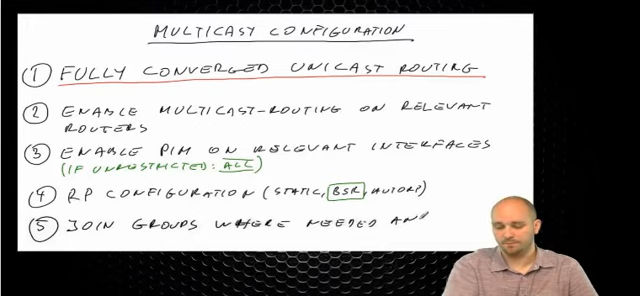 MULTICAST CONFIGURATION
1 FULLY CONVERGED UNICAST ROUTING
2 ENABLE MULTICAST-ROUTING ON RELEVANT
ROUTERS
3 ENABLE PIM ON RELEVANT INTERFACES
(IF UNRESTRICTED: ALL)
4 RP CONFIGURATION (STATIC, BSR, AUTORP)
5 JOIN GROUPS WHERE NEEDED AN